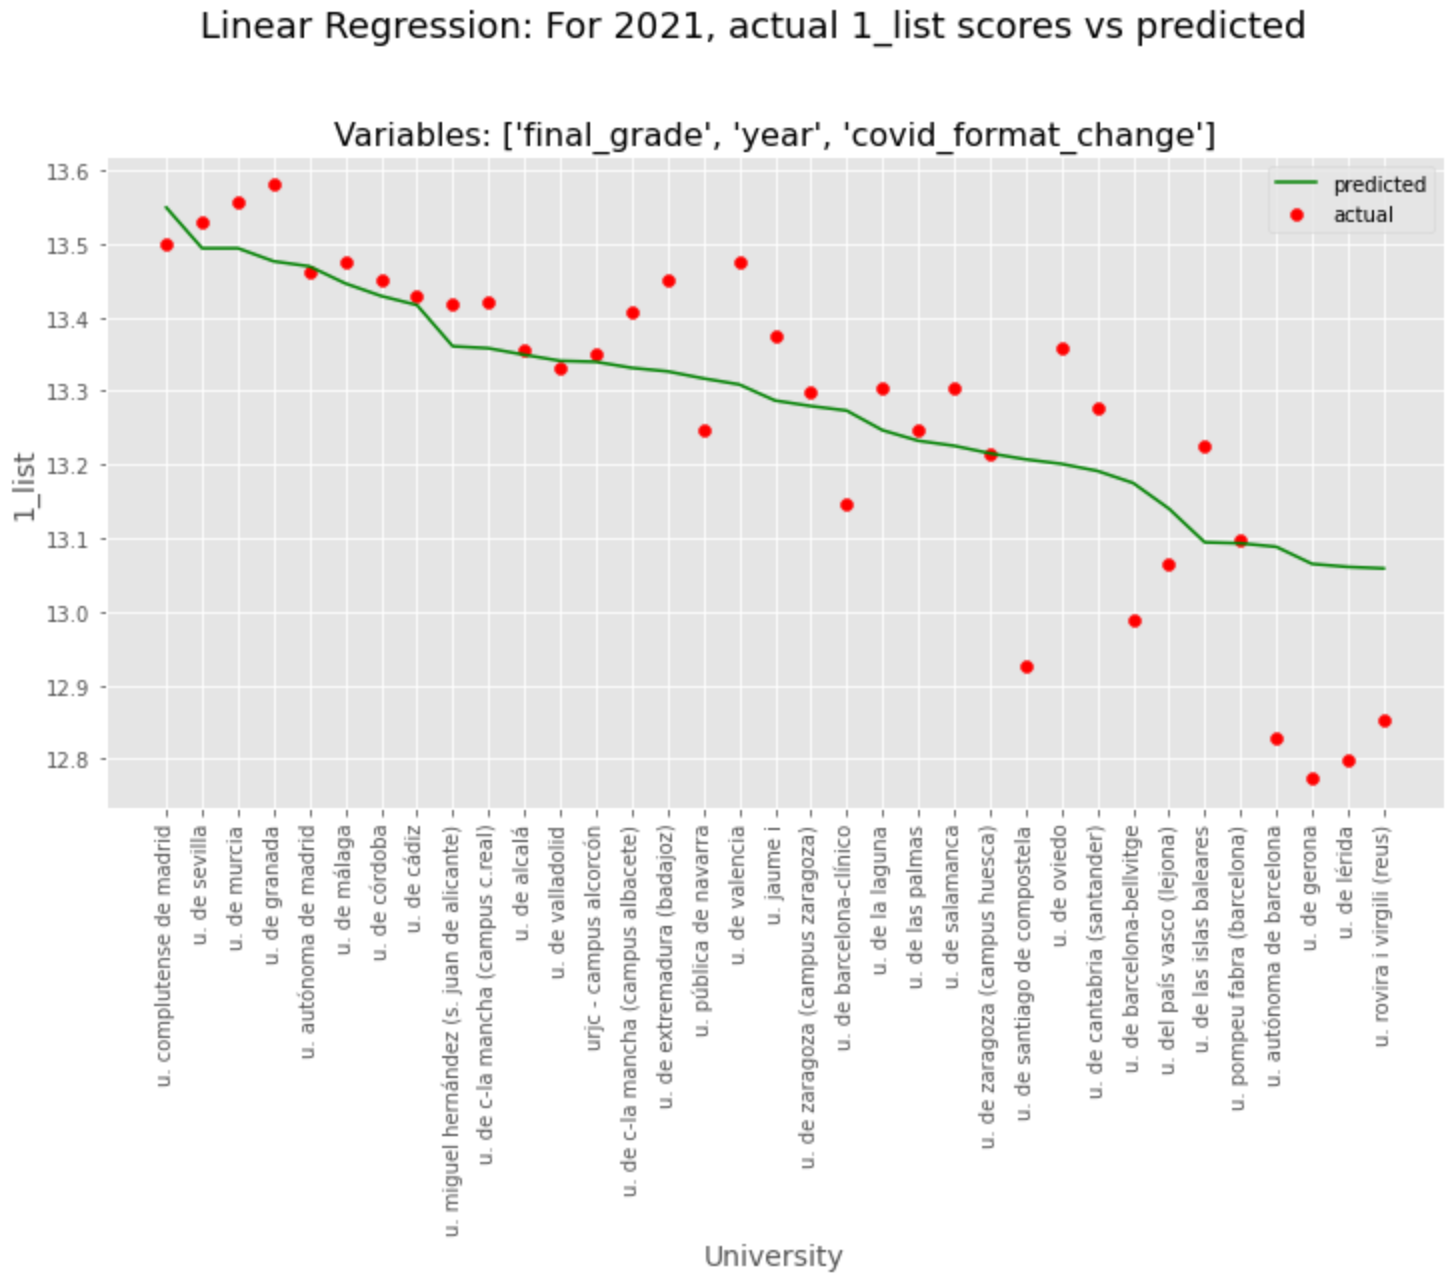 Linear Regression: For 2021, actual 1_list scores vs predicted
Variables: ['final_grade', 'year', 'covid_format_change']
predicted
actual
1_list
13.6
13.5
13.4
13.3
13.2
13.1
13.0
12.9
12.8
u. complutense de madrid
u. de sevilla
u. de murcia
u. de granada
u. autónoma de madrid
u. de málaga
u. de córdoba
u. de cádiz
u. miguel hernández (s. juan de alicante)
u. de c-la mancha (campus c.real)
u. de alcalá
u. de valladolid
urjc - campus alcorcón
u. de c-la mancha (campus albacete)
u. de extremadura (badajoz)
u. pública de navarra
u. de valencia
u. jaume i
u. de zaragoza (campus zaragoza)
u. de barcelona-clínico
u. de la laguna
u. de las palmas
u. de salamanca
u. de zaragoza (campus huesca)
u. de santiago de compostela
u. de oviedo
u. de cantabria (santander)
u. de barcelona-bellvitge
u. del país vasco (lejona)
u. de las islas baleares
u. pompeu fabra (barcelona)
u. autónoma de barcelona
u. de gerona
u. de lérida
u. rovira i virgili (reus)
University